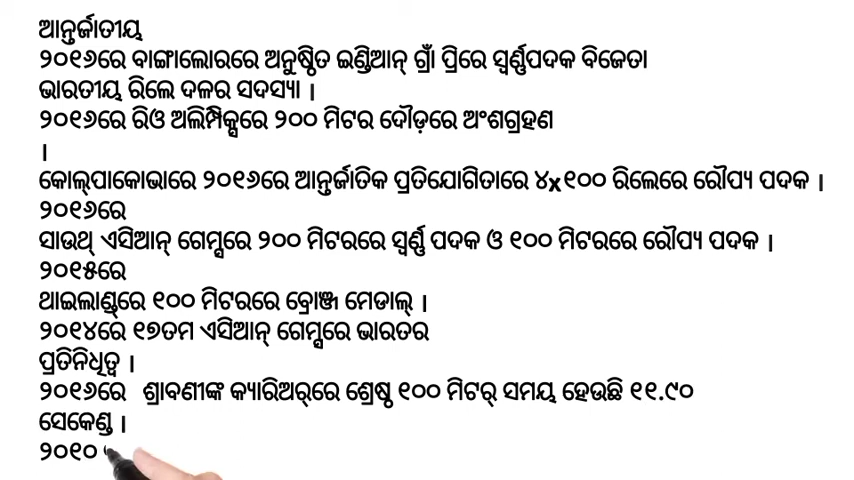 ଆନ୍ତର୍ଜାତୀୟ
୨୦୧୬ରେ ବାଙ୍ଗାଲୋରରେ ଅନୁଷ୍ଠିତ ଇଣ୍ଡିଆନ୍ ଗ୍ରାଁ ପ୍ରିରେ ସ୍ୱର୍ଣ୍ଣପଦକ ବିଜେତା
ଭାରତୀୟ ରିଲେ ଦଳର ସଦସ୍ୟା ।
୨୦୧୬ରେ ରିଓ ଅଲିମ୍ପିକ୍ସରେ ୨୦୦ ମିଟର ଦୌଡ଼ରେ ଅଂଶଗ୍ରହଣ
।
କୋଲ୍‌ପାକୋଭାରେ ୨୦୧୬ରେ ଆନ୍ତର୍ଜାତିକ ପ୍ରତିଯୋଗିତାରେ ୪x୧୦୦ ରିଲେରେ ରୌପ୍ୟ ପଦକ ।
୨୦୧୬ରେ
ସାଉଥ୍ ଏସିଆନ୍ ଗେମ୍ସରେ ୨୦୦ ମିଟରରେ ସ୍ୱର୍ଣ୍ଣ ପଦକ ଓ ୧୦୦ ମିଟରରେ ରୌପ୍ୟ ପଦକ ।
୨୦୧୫ରେ
ଥାଇଲାଣ୍ଡ୍‌ରେ ୧୦୦ ମିଟରରେ ବ୍ରୋଞ୍ଜ ମେଡାଲ୍ ।
୨୦୧୪ରେ ୧୭ତମ ଏସିଆନ୍ ଗେମ୍ସରେ ଭାରତର
ପ୍ରତିନିଧିତ୍ୱ ।
୨୦୧୬ରେ ଶ୍ରାବଣୀଙ୍କ କ୍ୟାରିଅର୍‌ରେ ଶ୍ରେଷ୍ଠ ୧୦୦ ମିଟର୍ ସମୟ ହେଉଛି ୧୧.୯୦
ସେକେଣ୍ଡ ।
୨୦୧୦